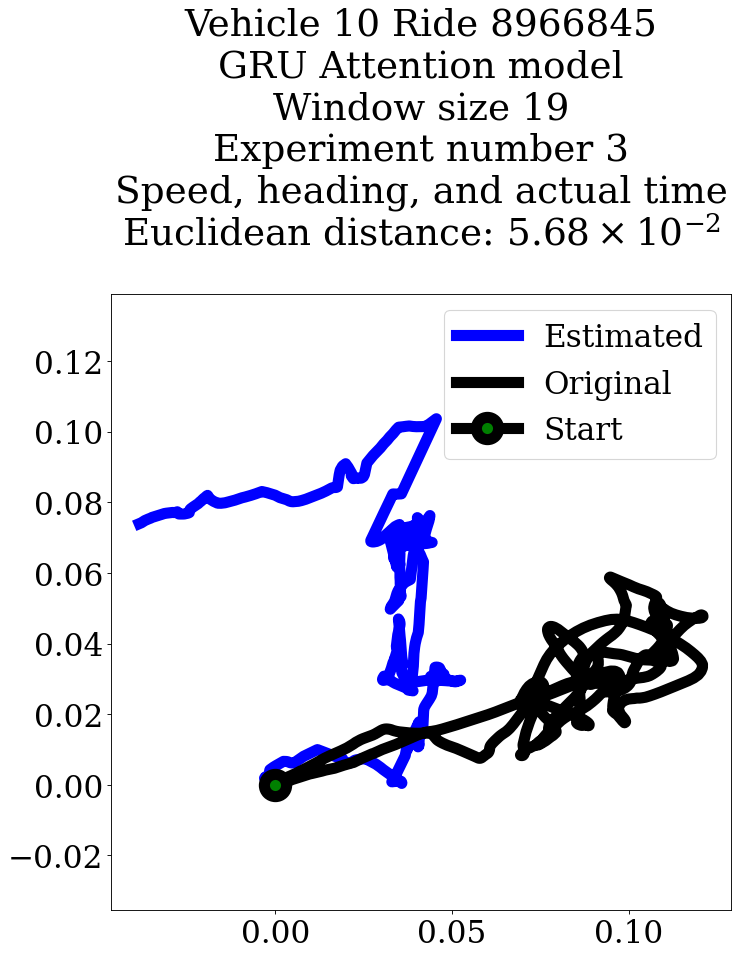 Vehicle 10 Ride 8966845
GRU Attention model
Window size 19
Experiment number 3
Speed, heading, and actual time
Euclidean distance: 5.68 × 10⁻²
Estimated
Original
Start
0.12
0.10
0.08
0.06
0.04
0.02
0.00
−0.02
0.00 0.05 0.10